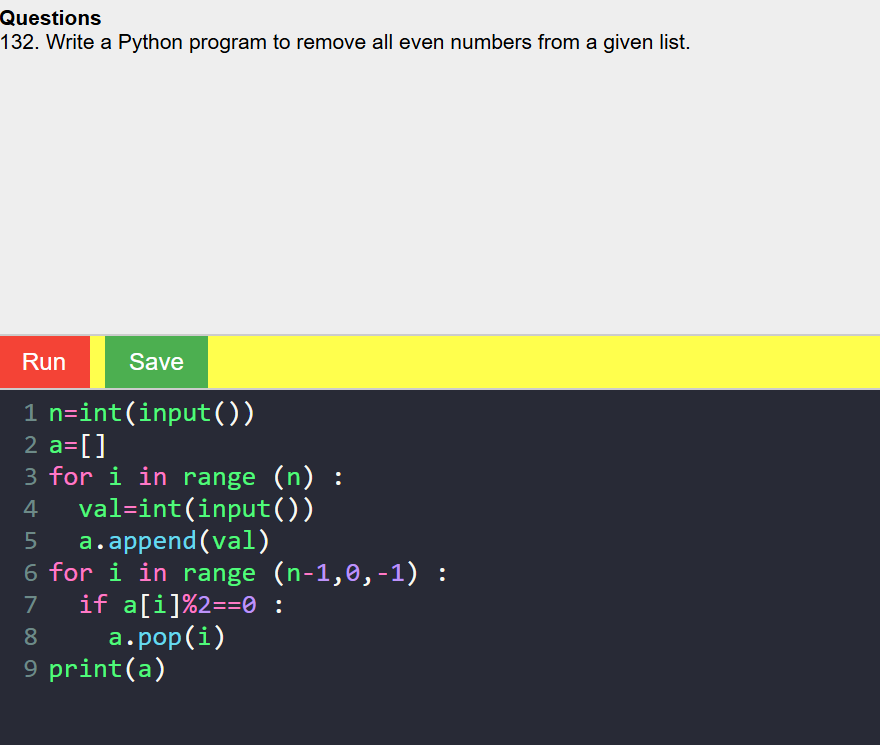 Questions
132. Write a Python program to remove all even numbers from a given list.
Run Save
1 n=int(input())
2 a=[]
3 for i in range (n) :
4   val=int(input())
5   a.append(val)
6 for i in range (n-1,0,-1) :
7   if a[i]%2==0 :
8     a.pop(i)
9 print(a)